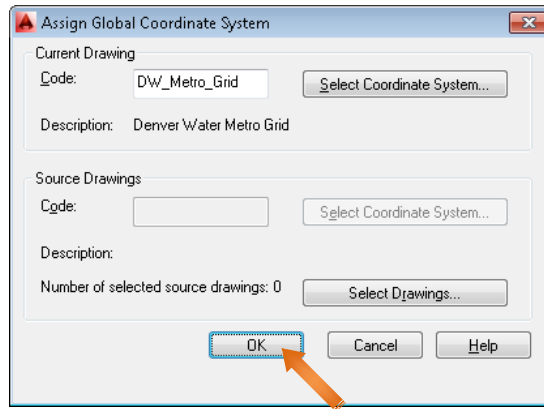 Assign Global Coordinate System
Current Drawing
Code: DW_Metro_Grid Select Coordinate System...
Description: Denver Water Metro Grid
Source Drawings
Code: Select Coordinate System...
Description:
Number of selected source drawings: 0 Select Drawings...
OK Cancel Help